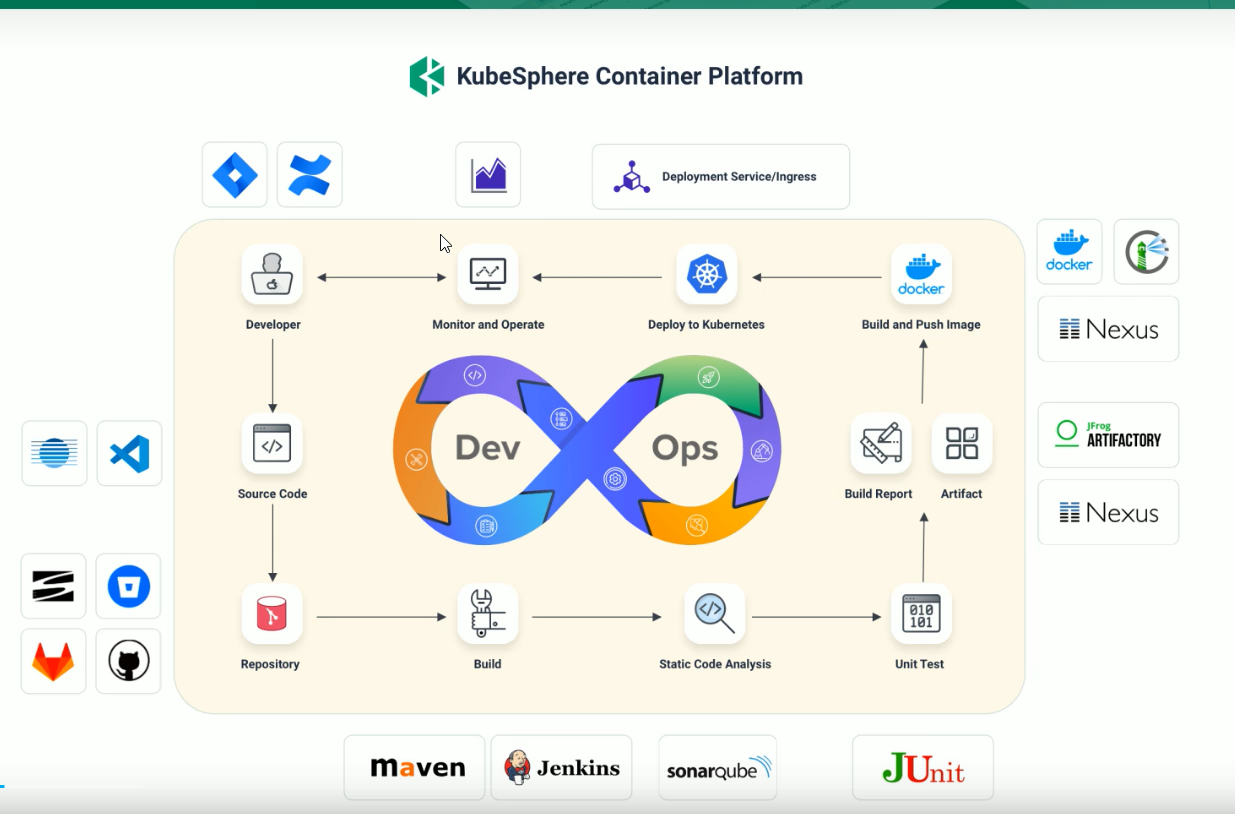 KubeSphere Container Platform
Deployment Service/Ingress
docker
docker
Developer
Monitor and Operate
Deploy to Kubernetes
Build and Push Image
Nexus
Dev
Ops
JFrog
ARTIFACTORY
Source Code
Build Report
Artifact
Nexus
010
101
Repository
Build
Static Code Analysis
Unit Test
maven
Jenkins
sonarqube
JUnit